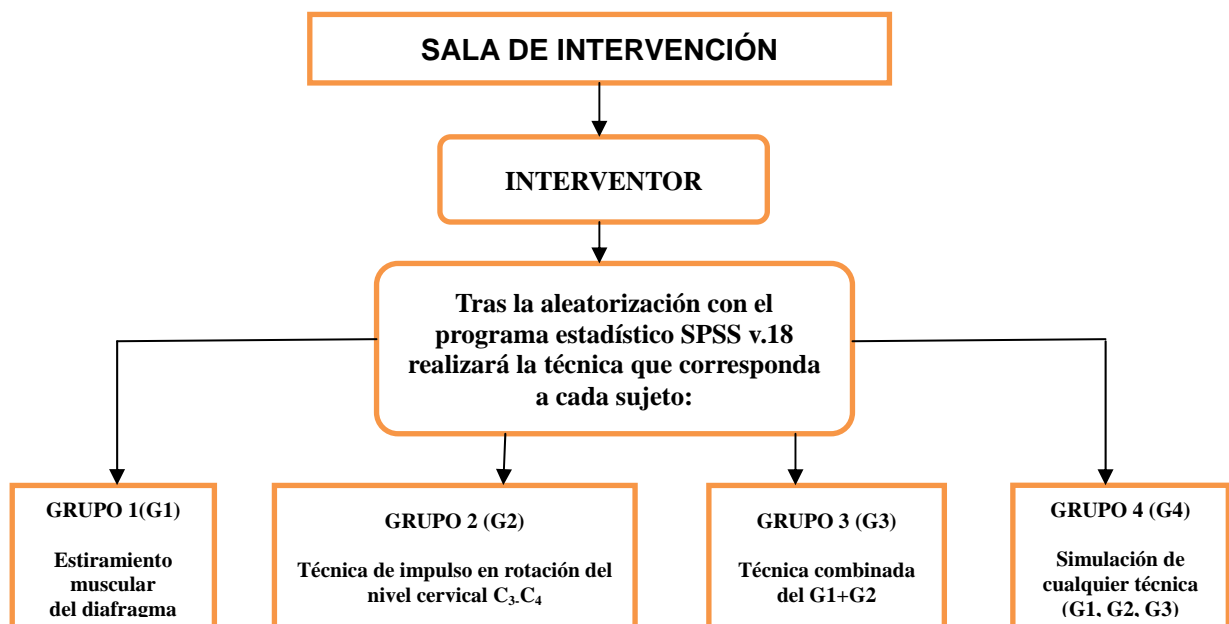 SALA DE INTERVENCIÓN
INTERVENTOR
Tras la aleatorización con el
programa estadístico SPSS v.18
realizará la técnica que corresponda
a cada sujeto:
GRUPO 1(G1)
Estiramiento
muscular
del diafragma
GRUPO 2 (G2)
Técnica de impulso en rotación del
nivel cervical C₃-C₄
GRUPO 3 (G3)
Técnica combinada
del G1+G2
GRUPO 4 (G4)
Simulación de
cualquier técnica
(G1, G2, G3)